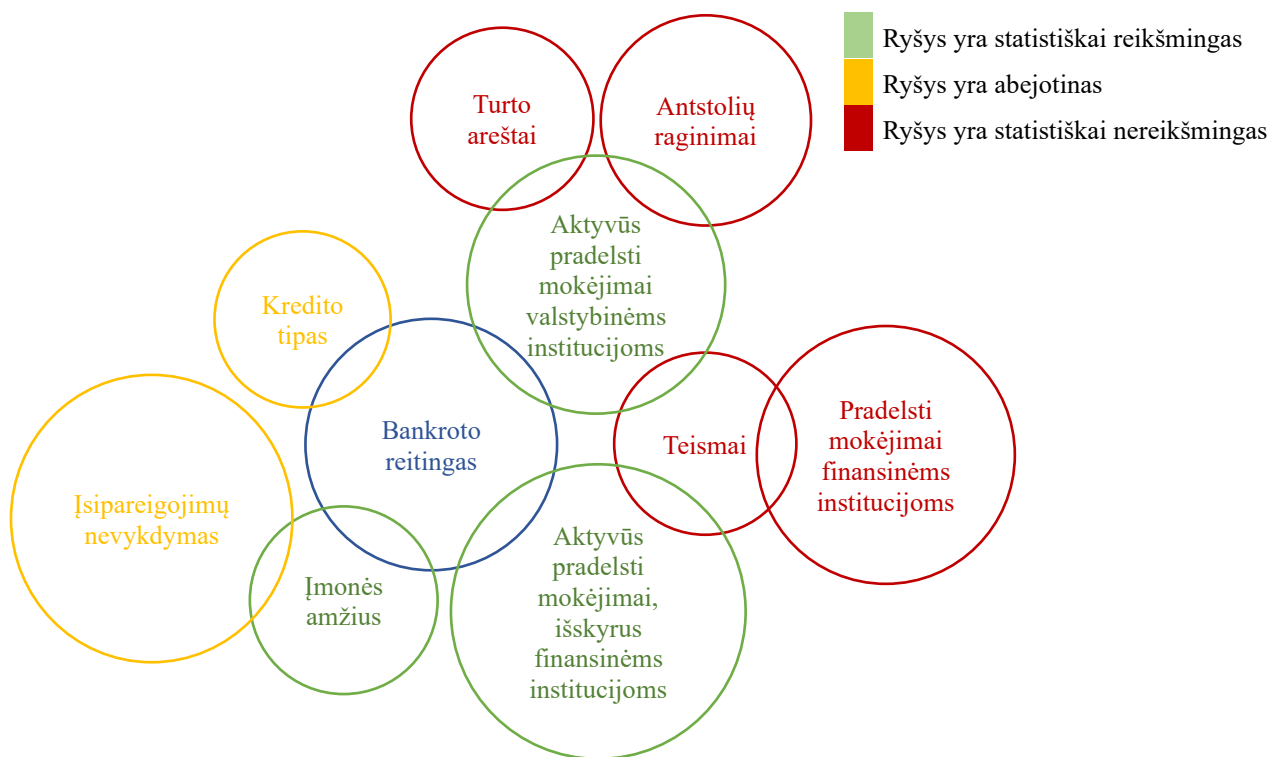 Ryšys yra statistiškai reikšmingas
Ryšys yra abejotinas
Ryšys yra statistiškai nereikšmingas
Turto
areštai
Antstolių
raginimai
Aktyvūs
pradelsti
mokėjimai
valstybinėms
institucijoms
Kredito
tipas
Bankroto
reitingas
Teismai
Pradelsti
mokėjimai
finansinėms
institucijoms
Įsipareigojimų
nevykdymas
Įmonės
amžius
Aktyvūs
pradelsti
mokėjimai,
išskyrus
finansinėms
institucijoms